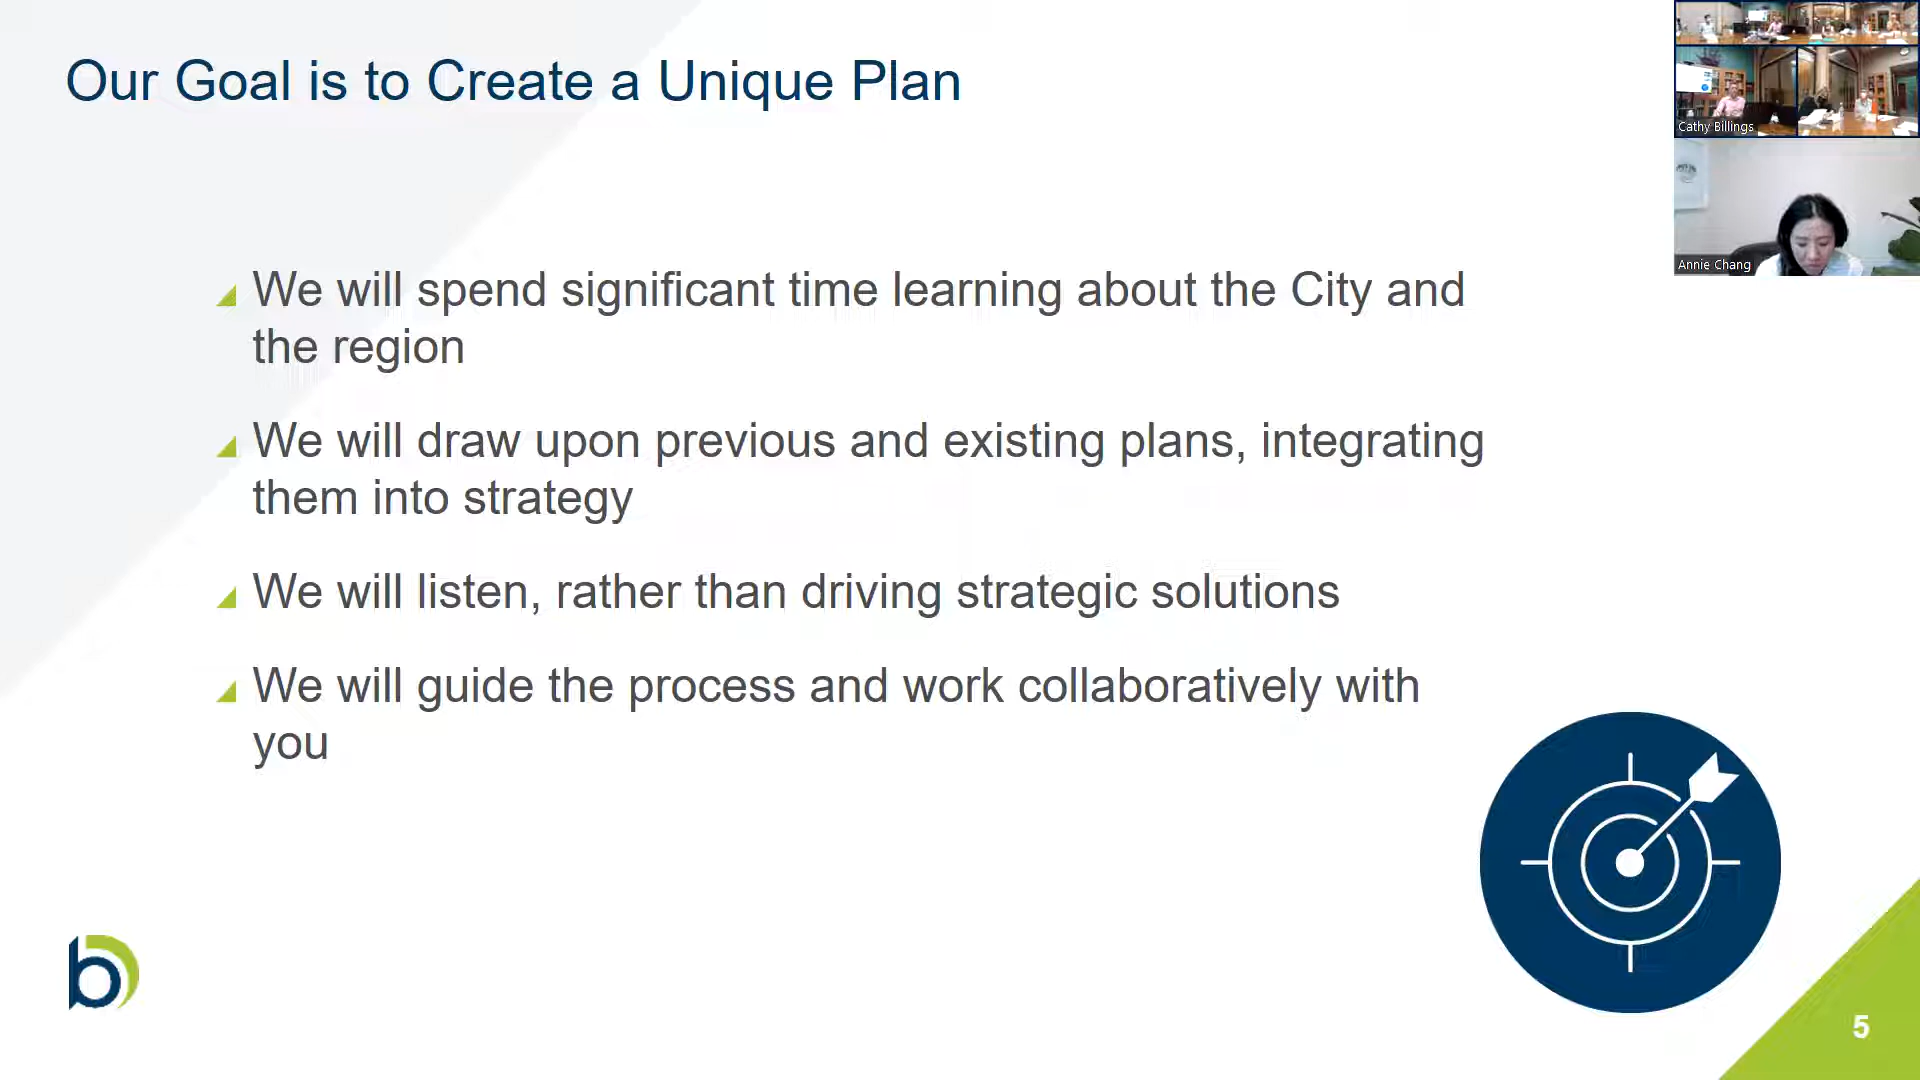 Our Goal is to Create a Unique Plan
We will spend significant time learning about the City and
the region
We will draw upon previous and existing plans, integrating
them into strategy
We will listen, rather than driving strategic solutions
We will guide the process and work collaboratively with
you
Cathy Billings
Annie Chang
b
5